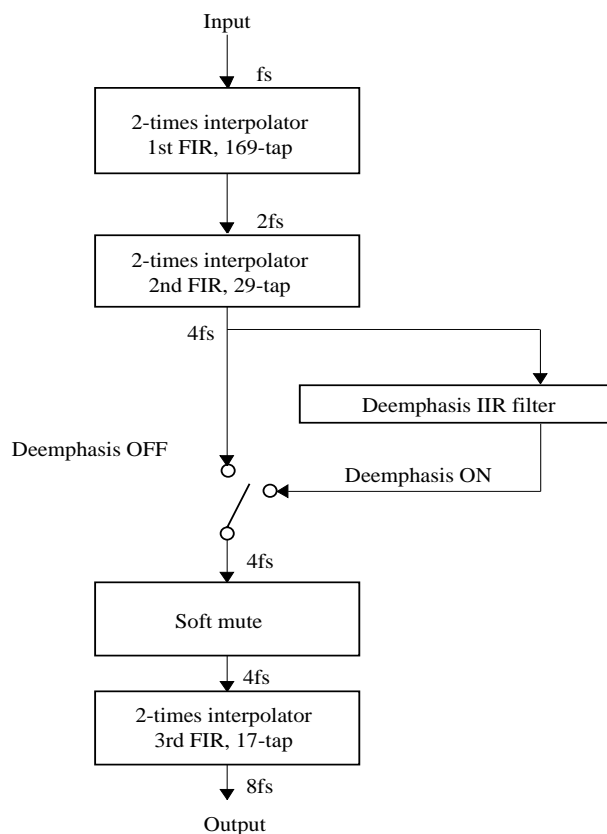 Input
fs
2-times interpolator
1st FIR, 169-tap
2fs
2-times interpolator
2nd FIR, 29-tap
4fs
Deemphasis IIR filter
Deemphasis OFF
Deemphasis ON
4fs
Soft mute
4fs
2-times interpolator
3rd FIR, 17-tap
8fs
Output